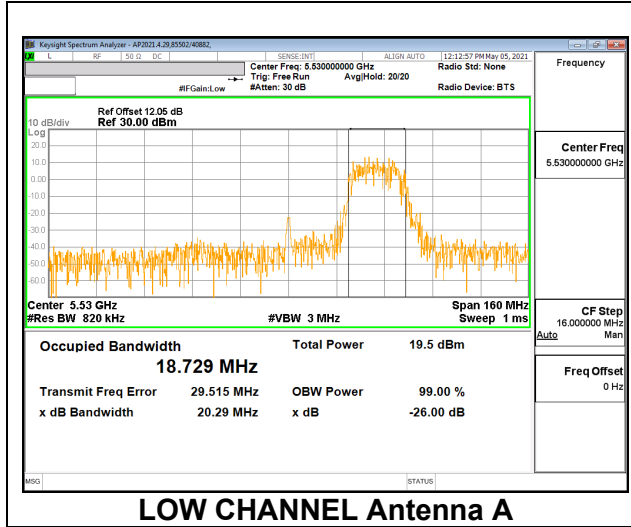 Keysight Spectrum Analyzer - AP2021.4.29,85502/40882,
L RF 50 Ω DC SENSE:INT ALIGN AUTO 12:12:57 PM May 05, 2021
Center Freq: 5.530000000 GHz Radio Std: None
Trig: Free Run Avg|Hold: 20/20
#IFGain:Low #Atten: 30 dB Radio Device: BTS
Frequency
Ref Offset 12.05 dB
10 dB/div Ref 30.00 dBm
Log
20.0
10.0
0.00
-10.0
-20.0
-30.0
-40.0
-50.0
-60.0
Center Freq
5.530000000 GHz
Center 5.53 GHz Span 160 MHz
#Res BW 820 kHz #VBW 3 MHz Sweep 1 ms
CF Step
16.000000 MHz
Auto Man
Occupied Bandwidth Total Power 19.5 dBm
18.729 MHz
Transmit Freq Error 29.515 MHz OBW Power 99.00 %
x dB Bandwidth 20.29 MHz x dB -26.00 dB
Freq Offset
0 Hz
MSG STATUS
LOW CHANNEL Antenna A